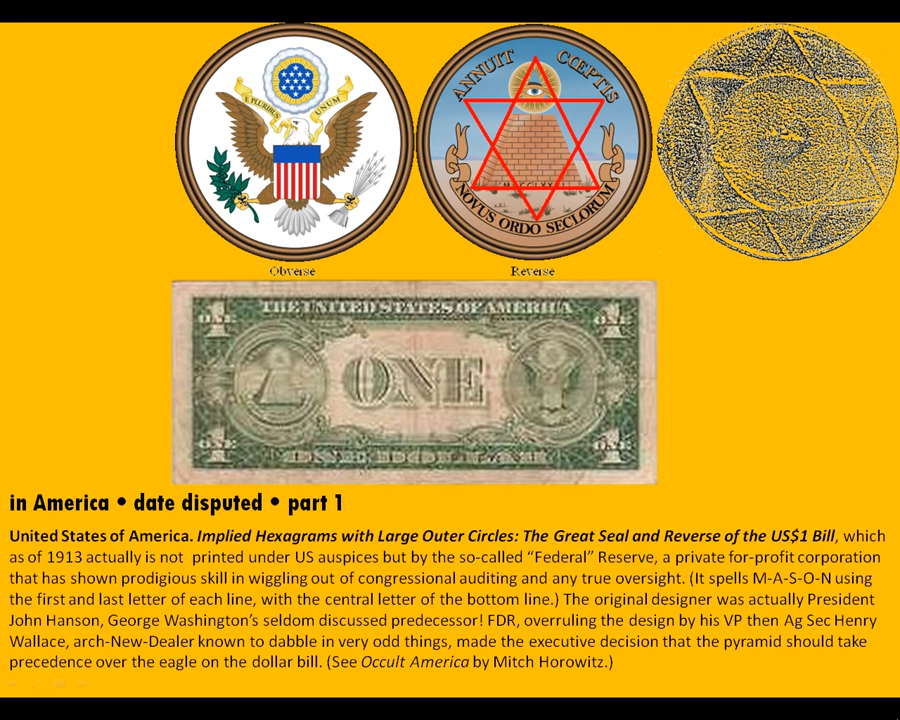 E PLURIBUS UNUM
ANNUIT CŒPTIS
NOVUS ORDO SECLORUM
Obverse
Reverse
THE UNITED STATES OF AMERICA
ONE
in America • date disputed • part 1
United States of America. Implied Hexagrams with Large Outer Circles: The Great Seal and Reverse of the US$1 Bill, which
as of 1913 actually is not printed under US auspices but by the so-called “Federal” Reserve, a private for-profit corporation
that has shown prodigious skill in wiggling out of congressional auditing and any true oversight. (It spells M-A-S-O-N using
the first and last letter of each line, with the central letter of the bottom line.) The original designer was actually President
John Hanson, George Washington’s seldom discussed predecessor! FDR, overruling the design by his VP then Ag Sec Henry
Wallace, arch-New-Dealer known to dabble in very odd things, made the executive decision that the pyramid should take
precedence over the eagle on the dollar bill. (See Occult America by Mitch Horowitz.)